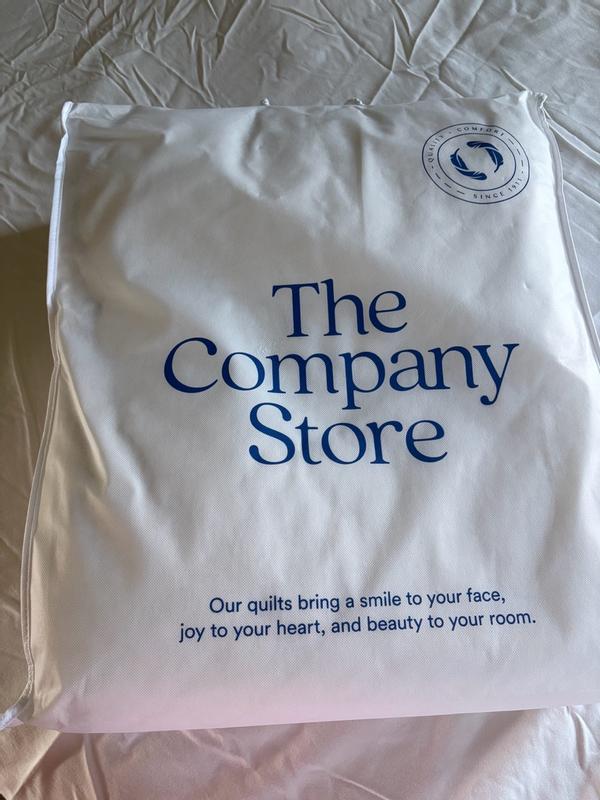 QUALITY - COMFORT
SINCE 1911
The
Company
Store
Our quilts bring a smile to your face,
joy to your heart, and beauty to your room.